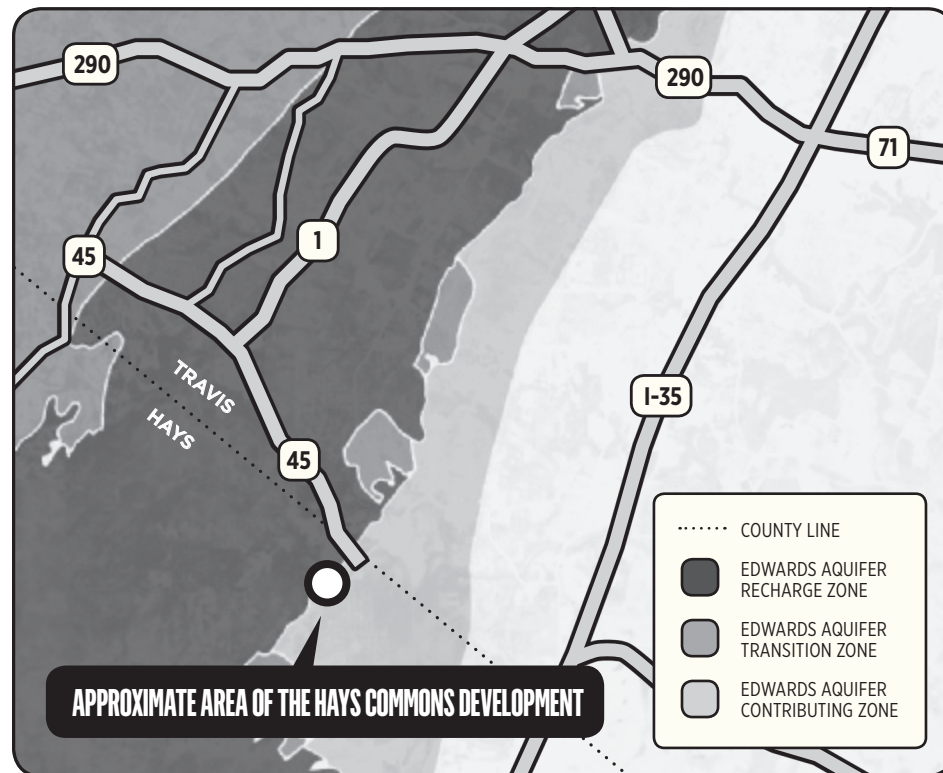 290
290
71
1
45
TRAVIS
HAYS
I-35
45
COUNTY LINE
EDWARDS AQUIFER
RECHARGE ZONE
EDWARDS AQUIFER
TRANSITION ZONE
EDWARDS AQUIFER
CONTRIBUTING ZONE
APPROXIMATE AREA OF THE HAYS COMMONS DEVELOPMENT